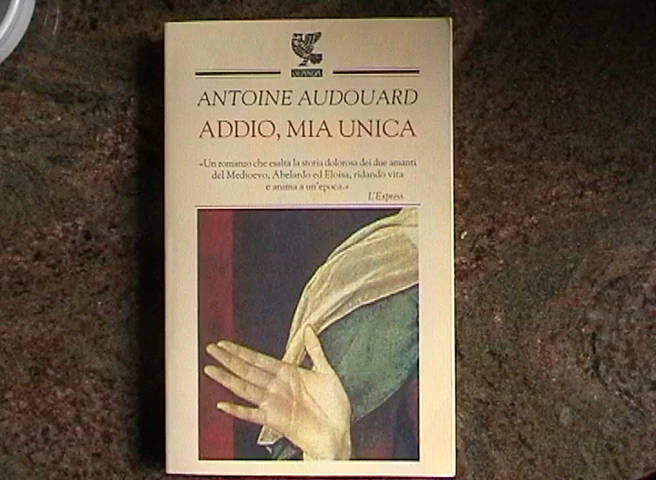 GUANDA
ANTOINE AUDOUARD
ADDIO, MIA UNICA
«Un romanzo che esalta la storia dolorosa dei due amanti
del Medioevo, Abelardo ed Eloisa, ridando vita
e anima a un'epoca.»
L'Express